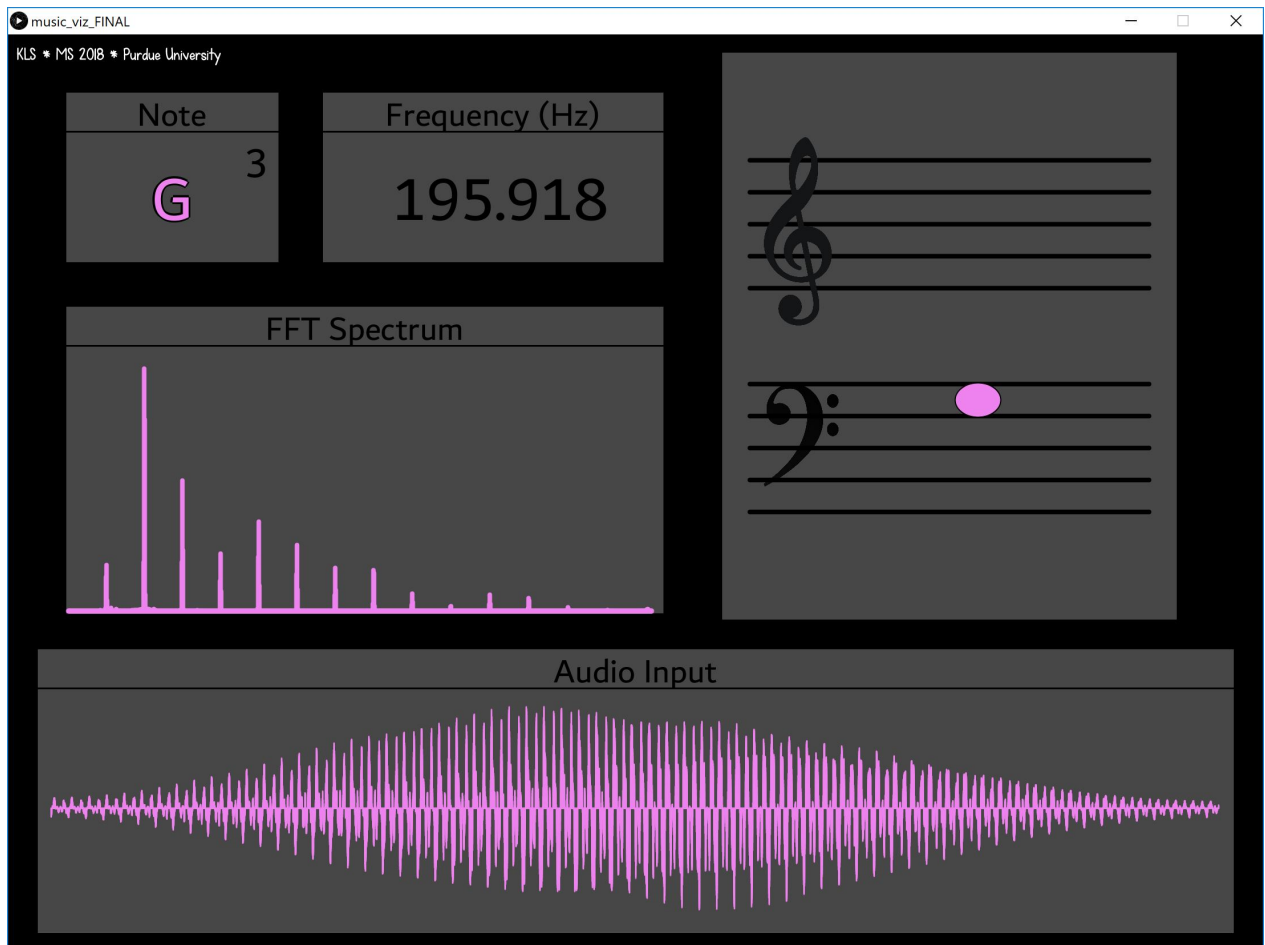 music_viz_FINAL
KLS * MS 2018 * Purdue University
Note
G
3
Frequency (Hz)
195.918
FFT Spectrum
Audio Input